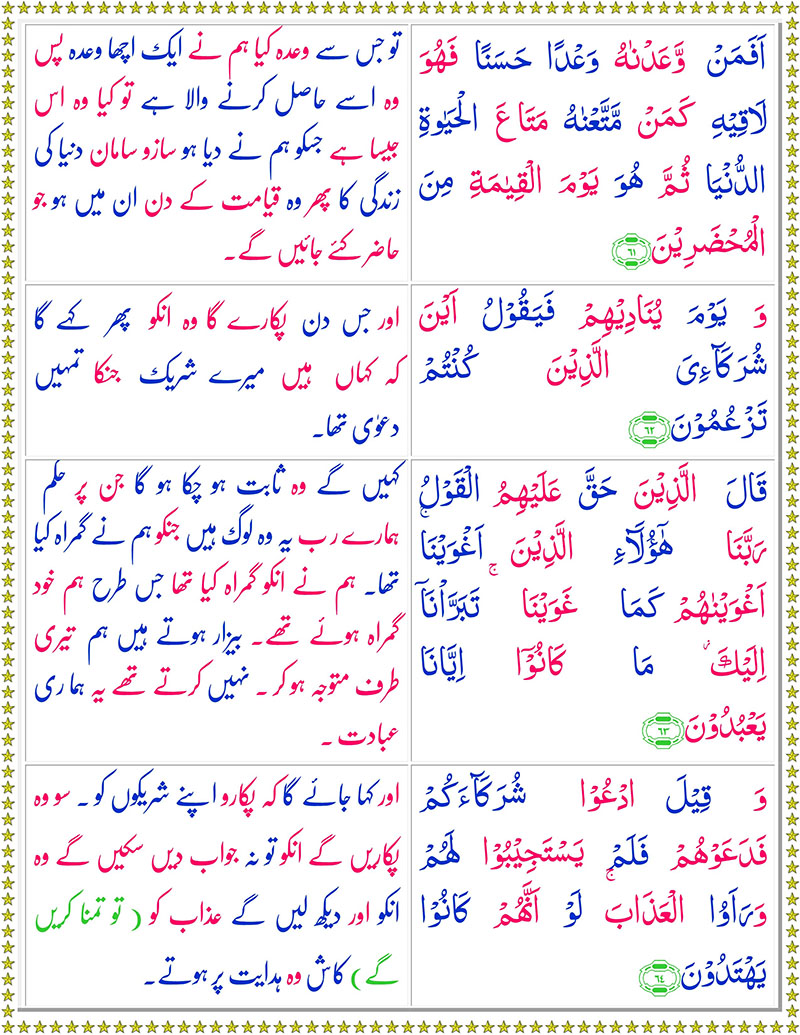 اَفَمَنْ وَّعَدْنٰهُ وَعْدًا حَسَنًا فَهُوَ
لَاقِيْهِ كَمَنْ مَّتَّعْنٰهُ مَتَاعَ الْحَيٰوةِ
الدُّنْيَا ثُمَّ هُوَ يَوْمَ الْقِيٰمَةِ مِنَ
الْمُحْضَرِيْنَ ۶۱
تو جس سے وعدہ کیا ہم نے ایک اچھا وعدہ پس
وہ اسے حاصل کرنے والا ہے تو کیا وہ اس
جیسا ہے جسکو ہم نے دیا ہو سازو سامان دنیا کی
زندگی کا پھر وہ قیامت کے دن ان میں ہو جو
حاضر کئے جائیں گے۔
وَ يَوْمَ يُنَادِيْهِمْ فَيَقُوْلُ اَيْنَ
شُرَكَآءِىَ الَّذِيْنَ كُنْتُمْ
تَزْعُمُوْنَ ۶۲
اور جس دن پکارے گا وہ انکو پھر کہے گا
کہ کہاں ہیں میرے شریک جنکا تمہیں
دعوٰی تھا۔
قَالَ الَّذِيْنَ حَقَّ عَلَيْهِمُ الْقَوْلُ
رَبَّنَا هٰٓؤُلَآءِ الَّذِيْنَ اَغْوَيْنَا ۚ
اَغْوَيْنٰهُمْ كَمَا غَوَيْنَا ۚ تَبَرَّاْنَاۤ
اِلَيْكَ ۫ مَا كَانُوْۤا اِيَّانَا
يَعْبُدُوْنَ ۶۳
کہیں گے وہ ثابت ہو چکا ہو گا جن پر حکم
ہمارے رب یہ وہ لوگ ہیں جنکو ہم نے گمراہ کیا
تھا۔ ہم نے انکو گمراہ کیا تھا جس طرح ہم خود
گمراہ ہوئے تھے۔ بیزار ہوتے ہیں ہم تیری
طرف متوجہ ہوکر۔ نہیں کرتے تھے یہ ہماری
عبادت۔
وَ قِيْلَ ادْعُوْا شُرَكَآءَكُمْ
فَدَعَوْهُمْ فَلَمْ يَسْتَجِيْبُوْا لَهُمْ
وَرَاَوُا الْعَذَابَ ۚ لَوْ اَنَّهُمْ كَانُوْا
يَهْتَدُوْنَ ۶۴
اور کہا جائے گا کہ پکارو اپنے شریکوں کو۔ سو وہ
پکاریں گے انکو تو نہ جواب دیں سکیں گے وہ
انکو اور دیکھ لیں گے عذاب کو (تو تمنا کریں
گے) کاش وہ ہدایت پر ہوتے۔